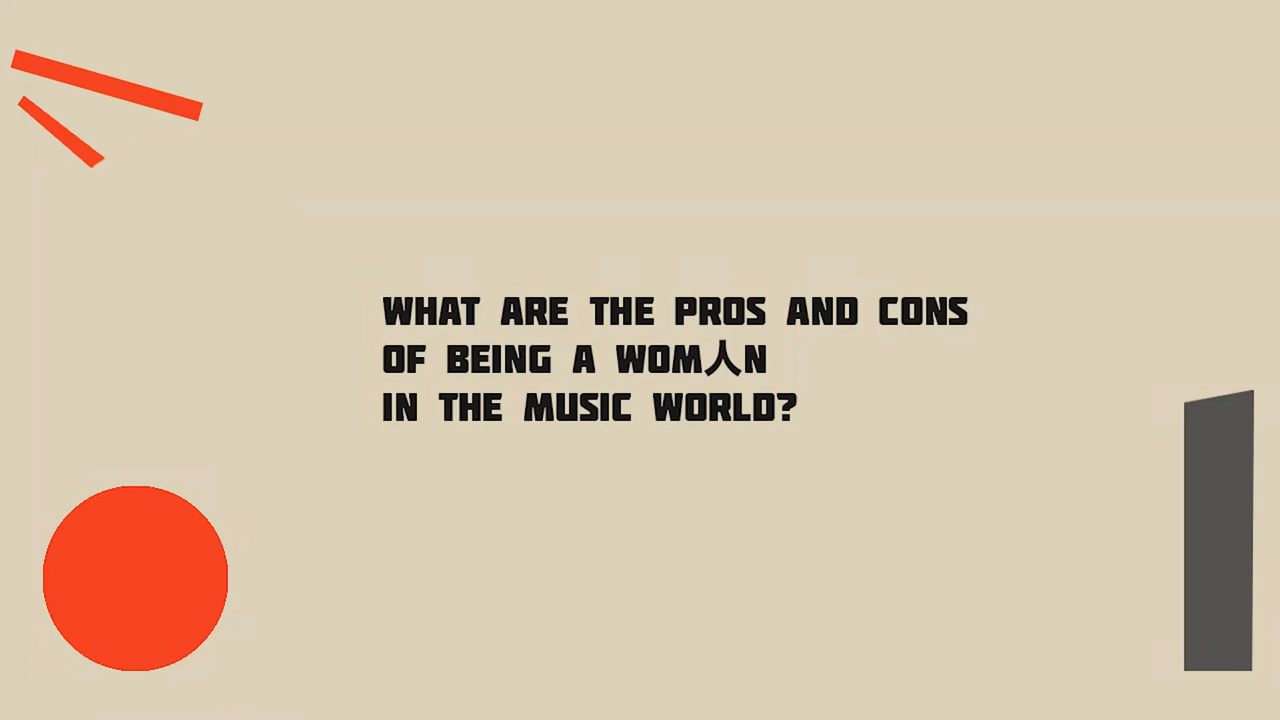 WHAT ARE THE PROS AND CONS
OF BEING A WOM人N
IN THE MUSIC WORLD?